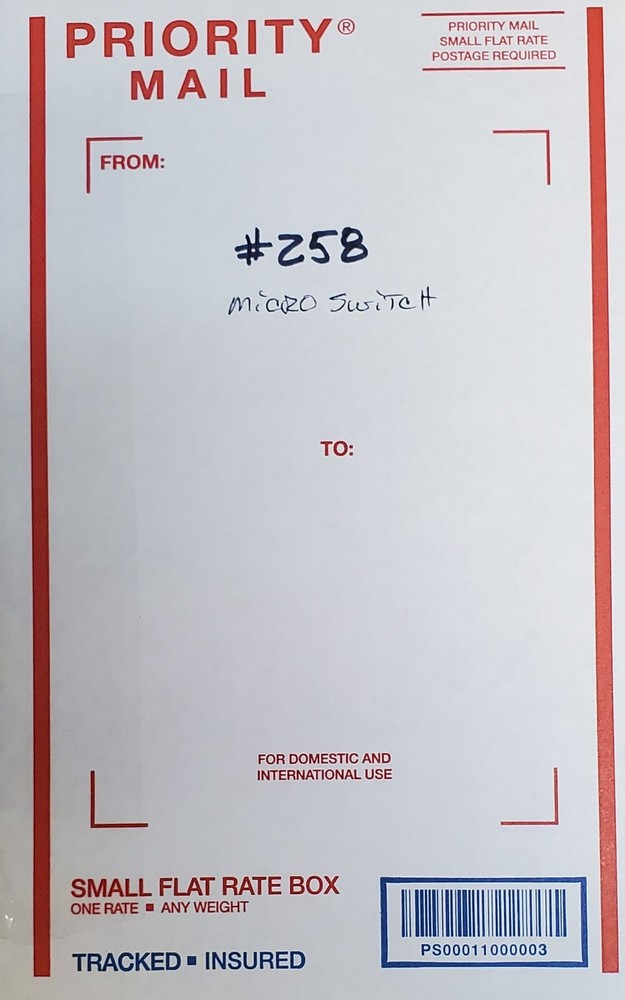 PRIORITY®
MAIL
PRIORITY MAIL
SMALL FLAT RATE
POSTAGE REQUIRED
FROM:
#258
MICRO SWITCH
TO:
FOR DOMESTIC AND
INTERNATIONAL USE
SMALL FLAT RATE BOX
ONE RATE ■ ANY WEIGHT
TRACKED ■ INSURED
PS00011000003